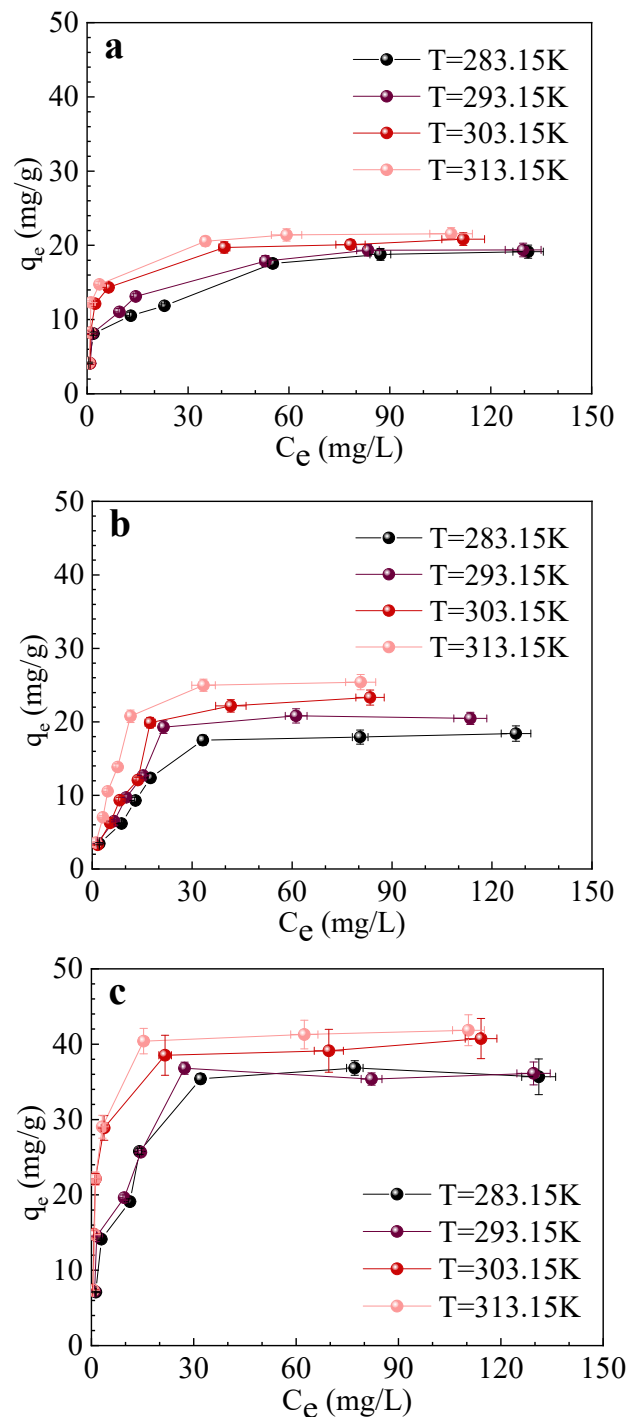 a
50
40
30
20
10
0
qe (mg/g)
T=283.15K
T=293.15K
T=303.15K
T=313.15K
0 30 60 90 120 150
Ce (mg/L)
b
50
40
30
20
10
0
qe (mg/g)
T=283.15K
T=293.15K
T=303.15K
T=313.15K
0 30 60 90 120 150
Ce (mg/L)
c
50
40
30
20
10
0
qe (mg/g)
T=283.15K
T=293.15K
T=303.15K
T=313.15K
0 30 60 90 120 150
Ce (mg/L)